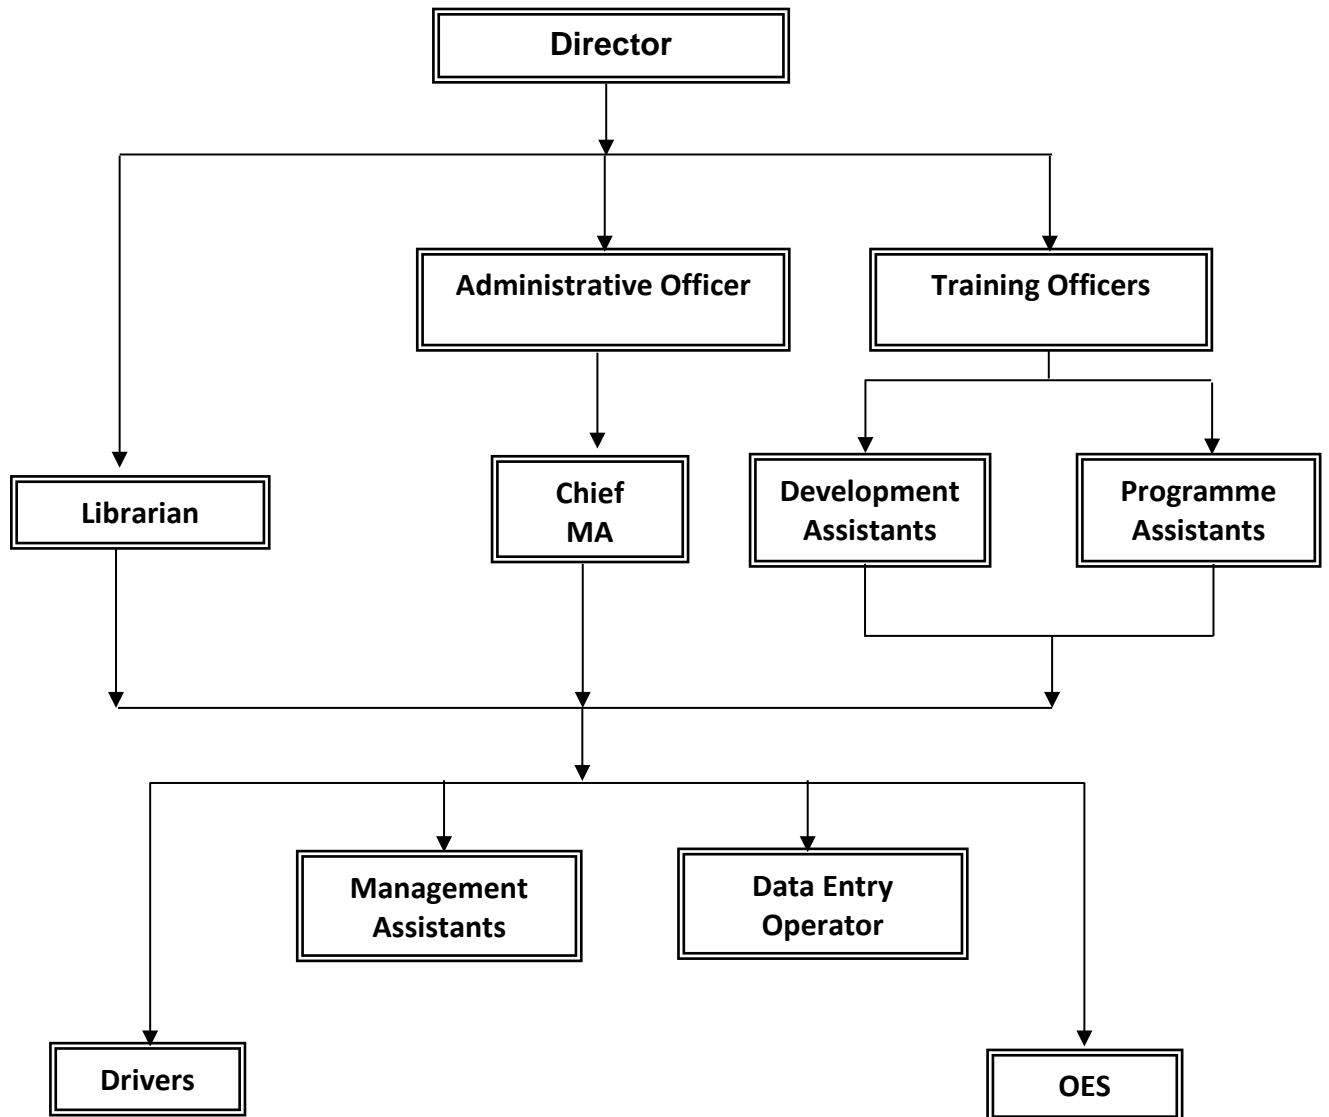 Director
Administrative Officer
Training Officers
Librarian
Chief
MA
Development
Assistants
Programme
Assistants
Management
Assistants
Data Entry
Operator
Drivers
OES